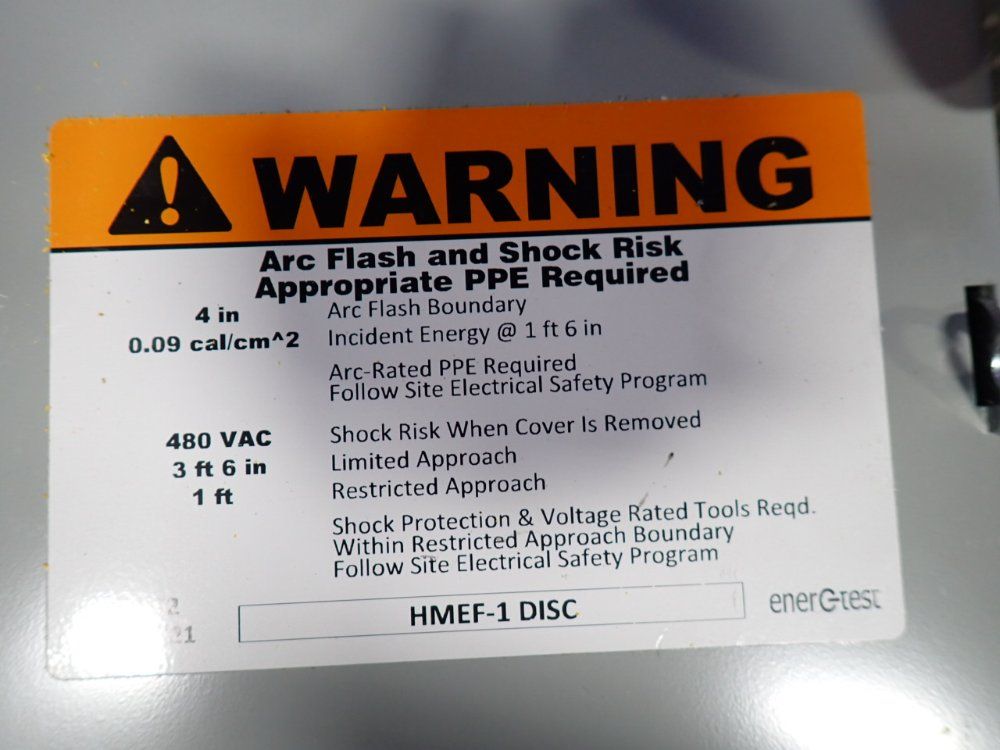 WARNING
Arc Flash and Shock Risk
Appropriate PPE Required
4 in Arc Flash Boundary
0.09 cal/cm^2 Incident Energy @ 1 ft 6 in
Arc-Rated PPE Required
Follow Site Electrical Safety Program
480 VAC Shock Risk When Cover Is Removed
3 ft 6 in Limited Approach
1 ft Restricted Approach
Shock Protection & Voltage Rated Tools Reqd.
Within Restricted Approach Boundary
Follow Site Electrical Safety Program
HMEF-1 DISC
enerGtest